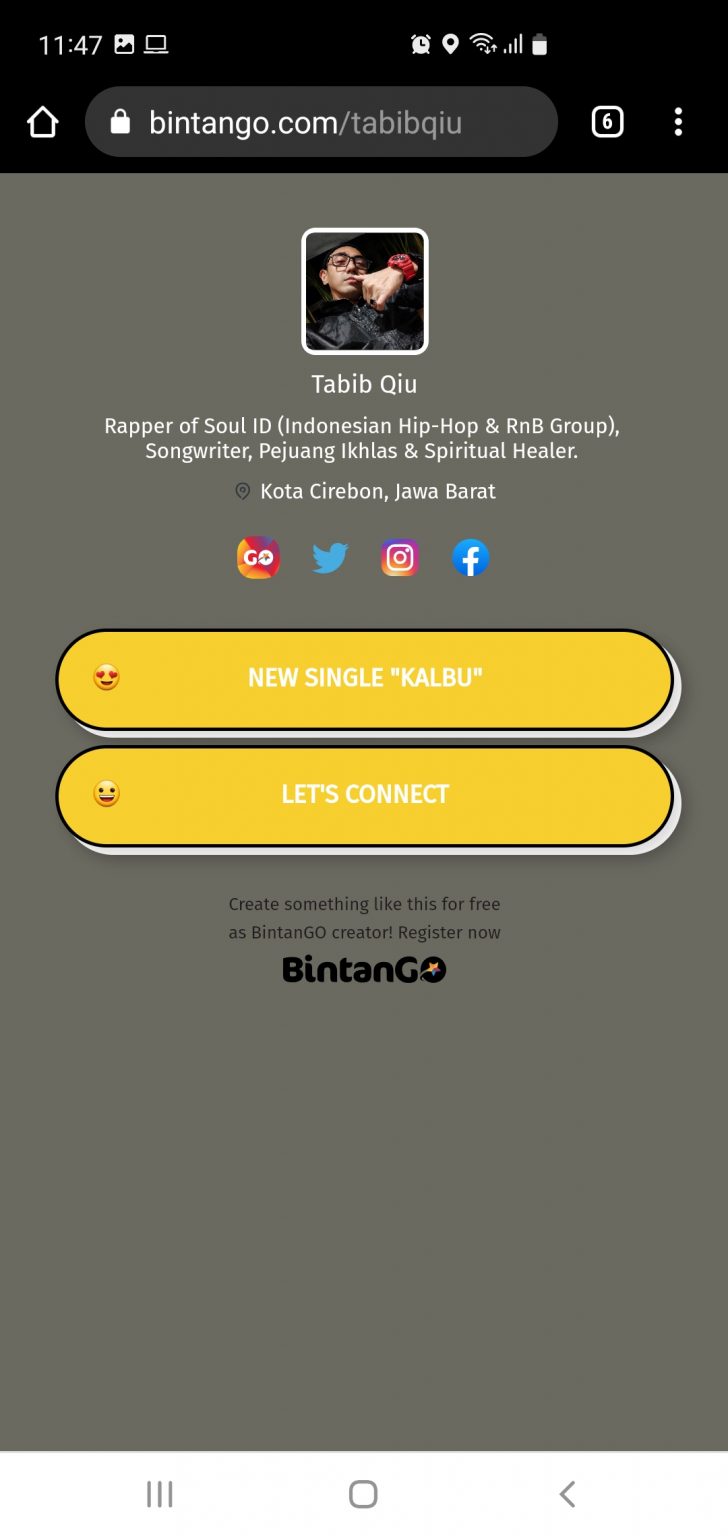 11:47
bintango.com/tabibqiu
6
Tabib Qiu
Rapper of Soul ID (Indonesian Hip-Hop & RnB Group),
Songwriter, Pejuang Ikhlas & Spiritual Healer.
Kota Cirebon, Jawa Barat
GO
NEW SINGLE "KALBU"
LET'S CONNECT
Create something like this for free
as BintanGO creator! Register now
BintanGO